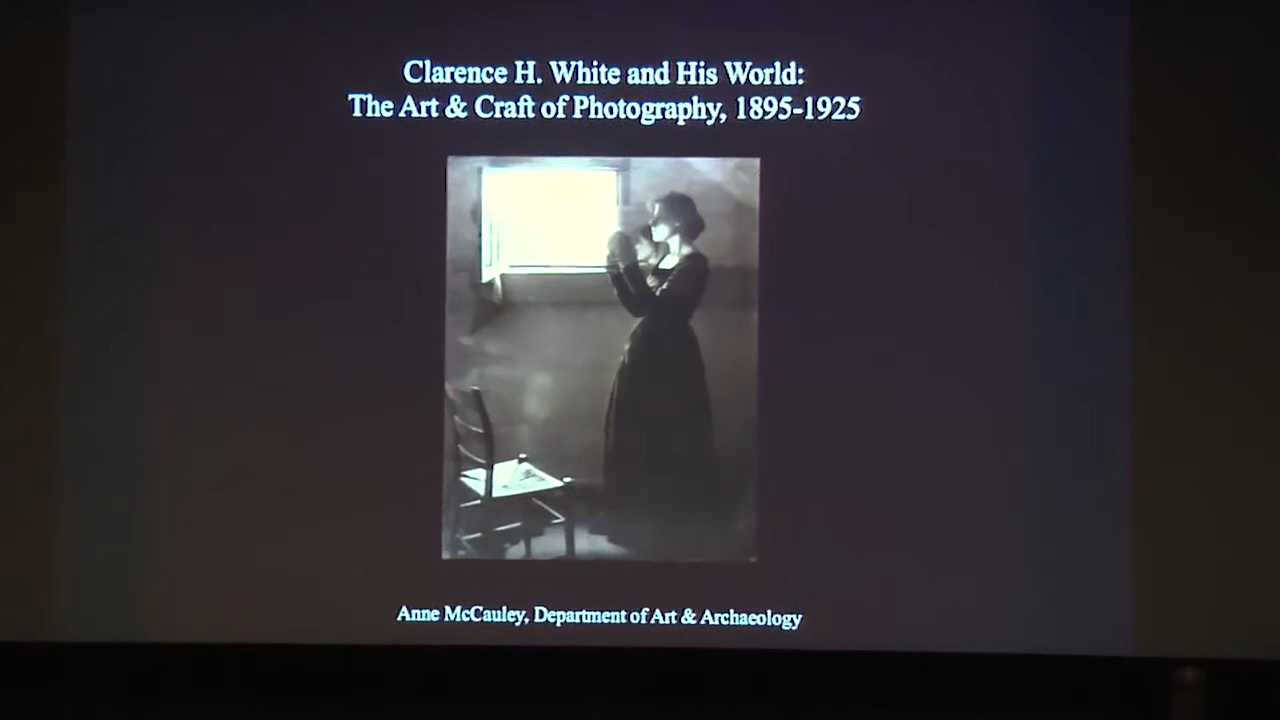 Clarence H. White and His World:
The Art & Craft of Photography, 1895-1925
Anne McCauley, Department of Art & Archaeology